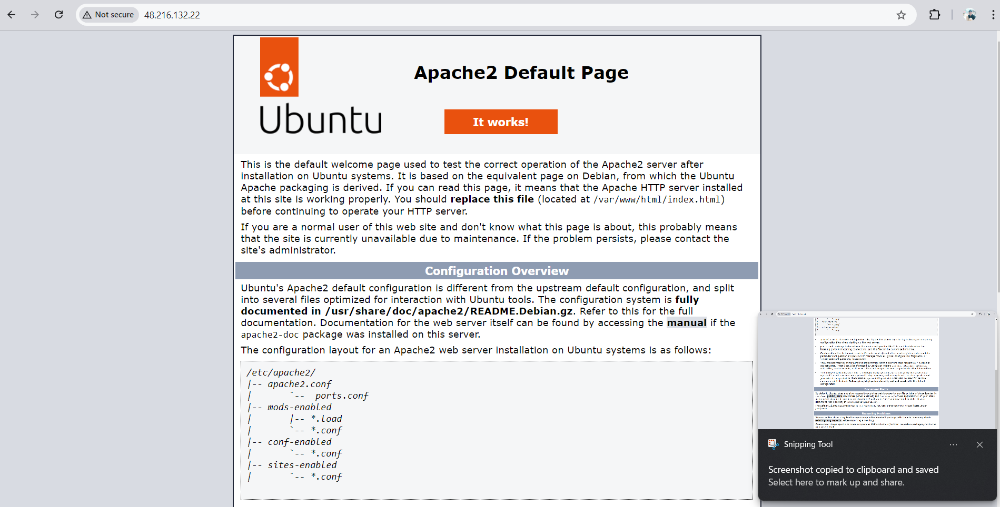 Not secure
48.216.132.22
Apache2 Default Page
Ubuntu
It works!
This is the default welcome page used to test the correct operation of the Apache2 server after
installation on Ubuntu systems. It is based on the equivalent page on Debian, from which the Ubuntu
Apache packaging is derived. If you can read this page, it means that the Apache HTTP server installed
at this site is working properly. You should replace this file (located at /var/www/html/index.html)
before continuing to operate your HTTP server.
If you are a normal user of this web site and don't know what this page is about, this probably means
that the site is currently unavailable due to maintenance. If the problem persists, please contact the
site's administrator.
Configuration Overview
Ubuntu's Apache2 default configuration is different from the upstream default configuration, and split
into several files optimized for interaction with Ubuntu tools. The configuration system is fully
documented in /usr/share/doc/apache2/README.Debian.gz. Refer to this for the full
documentation. Documentation for the web server itself can be found by accessing the manual if the
apache2-doc package was installed on this server.
The configuration layout for an Apache2 web server installation on Ubuntu systems is as follows:
/etc/apache2/
|-- apache2.conf
|       `--  ports.conf
|-- mods-enabled
|       |-- *.load
|       `-- *.conf
|-- conf-enabled
|       `-- *.conf
|-- sites-enabled
|       `-- *.conf
Document Roots
Reporting Problems
Snipping Tool
Screenshot copied to clipboard and saved
Select here to mark up and share.